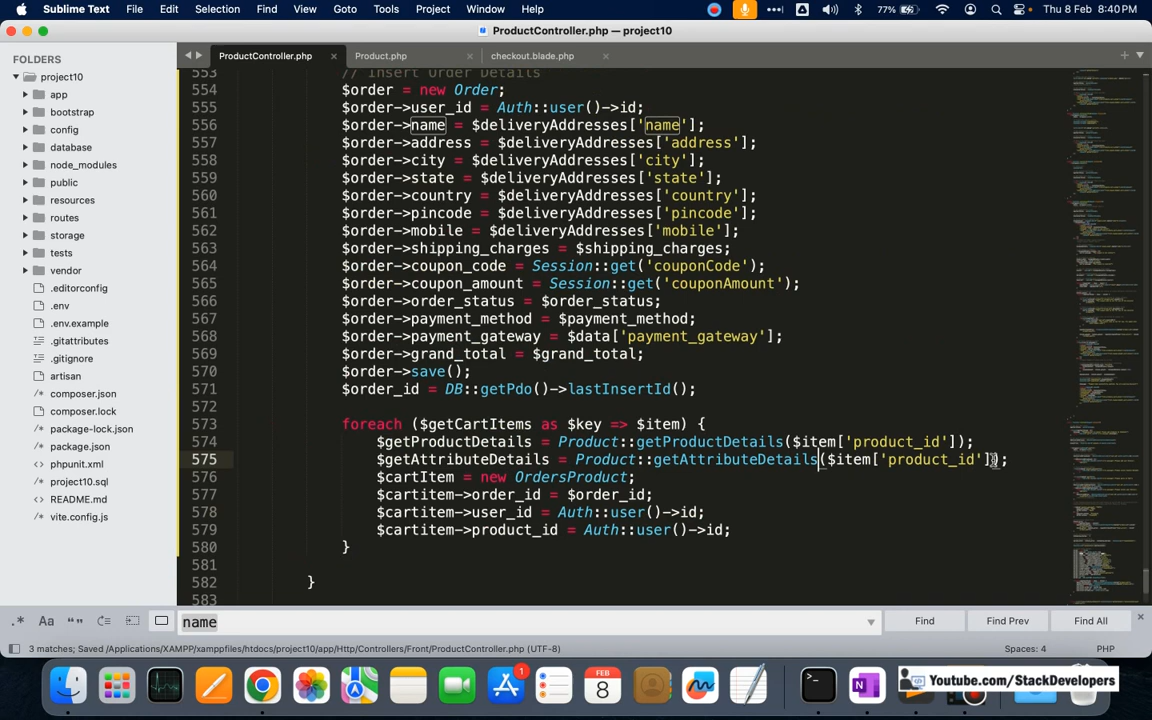 Sublime Text File Edit Selection Find View Goto Tools Project Window Help 77% Thu 8 Feb 8:40 PM
ProductController.php — project10
FOLDERS
project10
app
bootstrap
config
database
node_modules
public
resources
routes
storage
tests
vendor
.editorconfig
.env
.env.example
.gitattributes
.gitignore
artisan
composer.json
composer.lock
package-lock.json
package.json
phpunit.xml
project10.sql
README.md
vite.config.js
ProductController.php × Product.php × checkout.blade.php ×
553 // Insert Order Details
554 $order = new Order;
555 $order->user_id = Auth::user()->id;
556 $order->name = $deliveryAddresses['name'];
557 $order->address = $deliveryAddresses['address'];
558 $order->city = $deliveryAddresses['city'];
559 $order->state = $deliveryAddresses['state'];
560 $order->country = $deliveryAddresses['country'];
561 $order->pincode = $deliveryAddresses['pincode'];
562 $order->mobile = $deliveryAddresses['mobile'];
563 $order->shipping_charges = $shipping_charges;
564 $order->coupon_code = Session::get('couponCode');
565 $order->coupon_amount = Session::get('couponAmount');
566 $order->order_status = $order_status;
567 $order->payment_method = $payment_method;
568 $order->payment_gateway = $data['payment_gateway'];
569 $order->grand_total = $grand_total;
570 $order->save();
571 $order_id = DB::getPdo()->lastInsertId();
572
573 foreach ($getCartItems as $key => $item) {
574 $getProductDetails = Product::getProductDetails($item['product_id']);
575 $getAttributeDetails = Product::getAttributeDetails($item['product_id']);
576 $cartItem = new OrdersProduct;
577 $cartitem->order_id = $order_id;
578 $cartitem->user_id = Auth::user()->id;
579 $cartitem->product_id = Auth::user()->id;
580 }
581
582 }
583
.* Aa “” name Find Find Prev Find All
3 matches; Saved /Applications/XAMPP/xamppfiles/htdocs/project10/app/Http/Controllers/Front/ProductController.php (UTF-8) Spaces: 4 PHP
FEB
8
1
Youtube.com/StackDevelopers